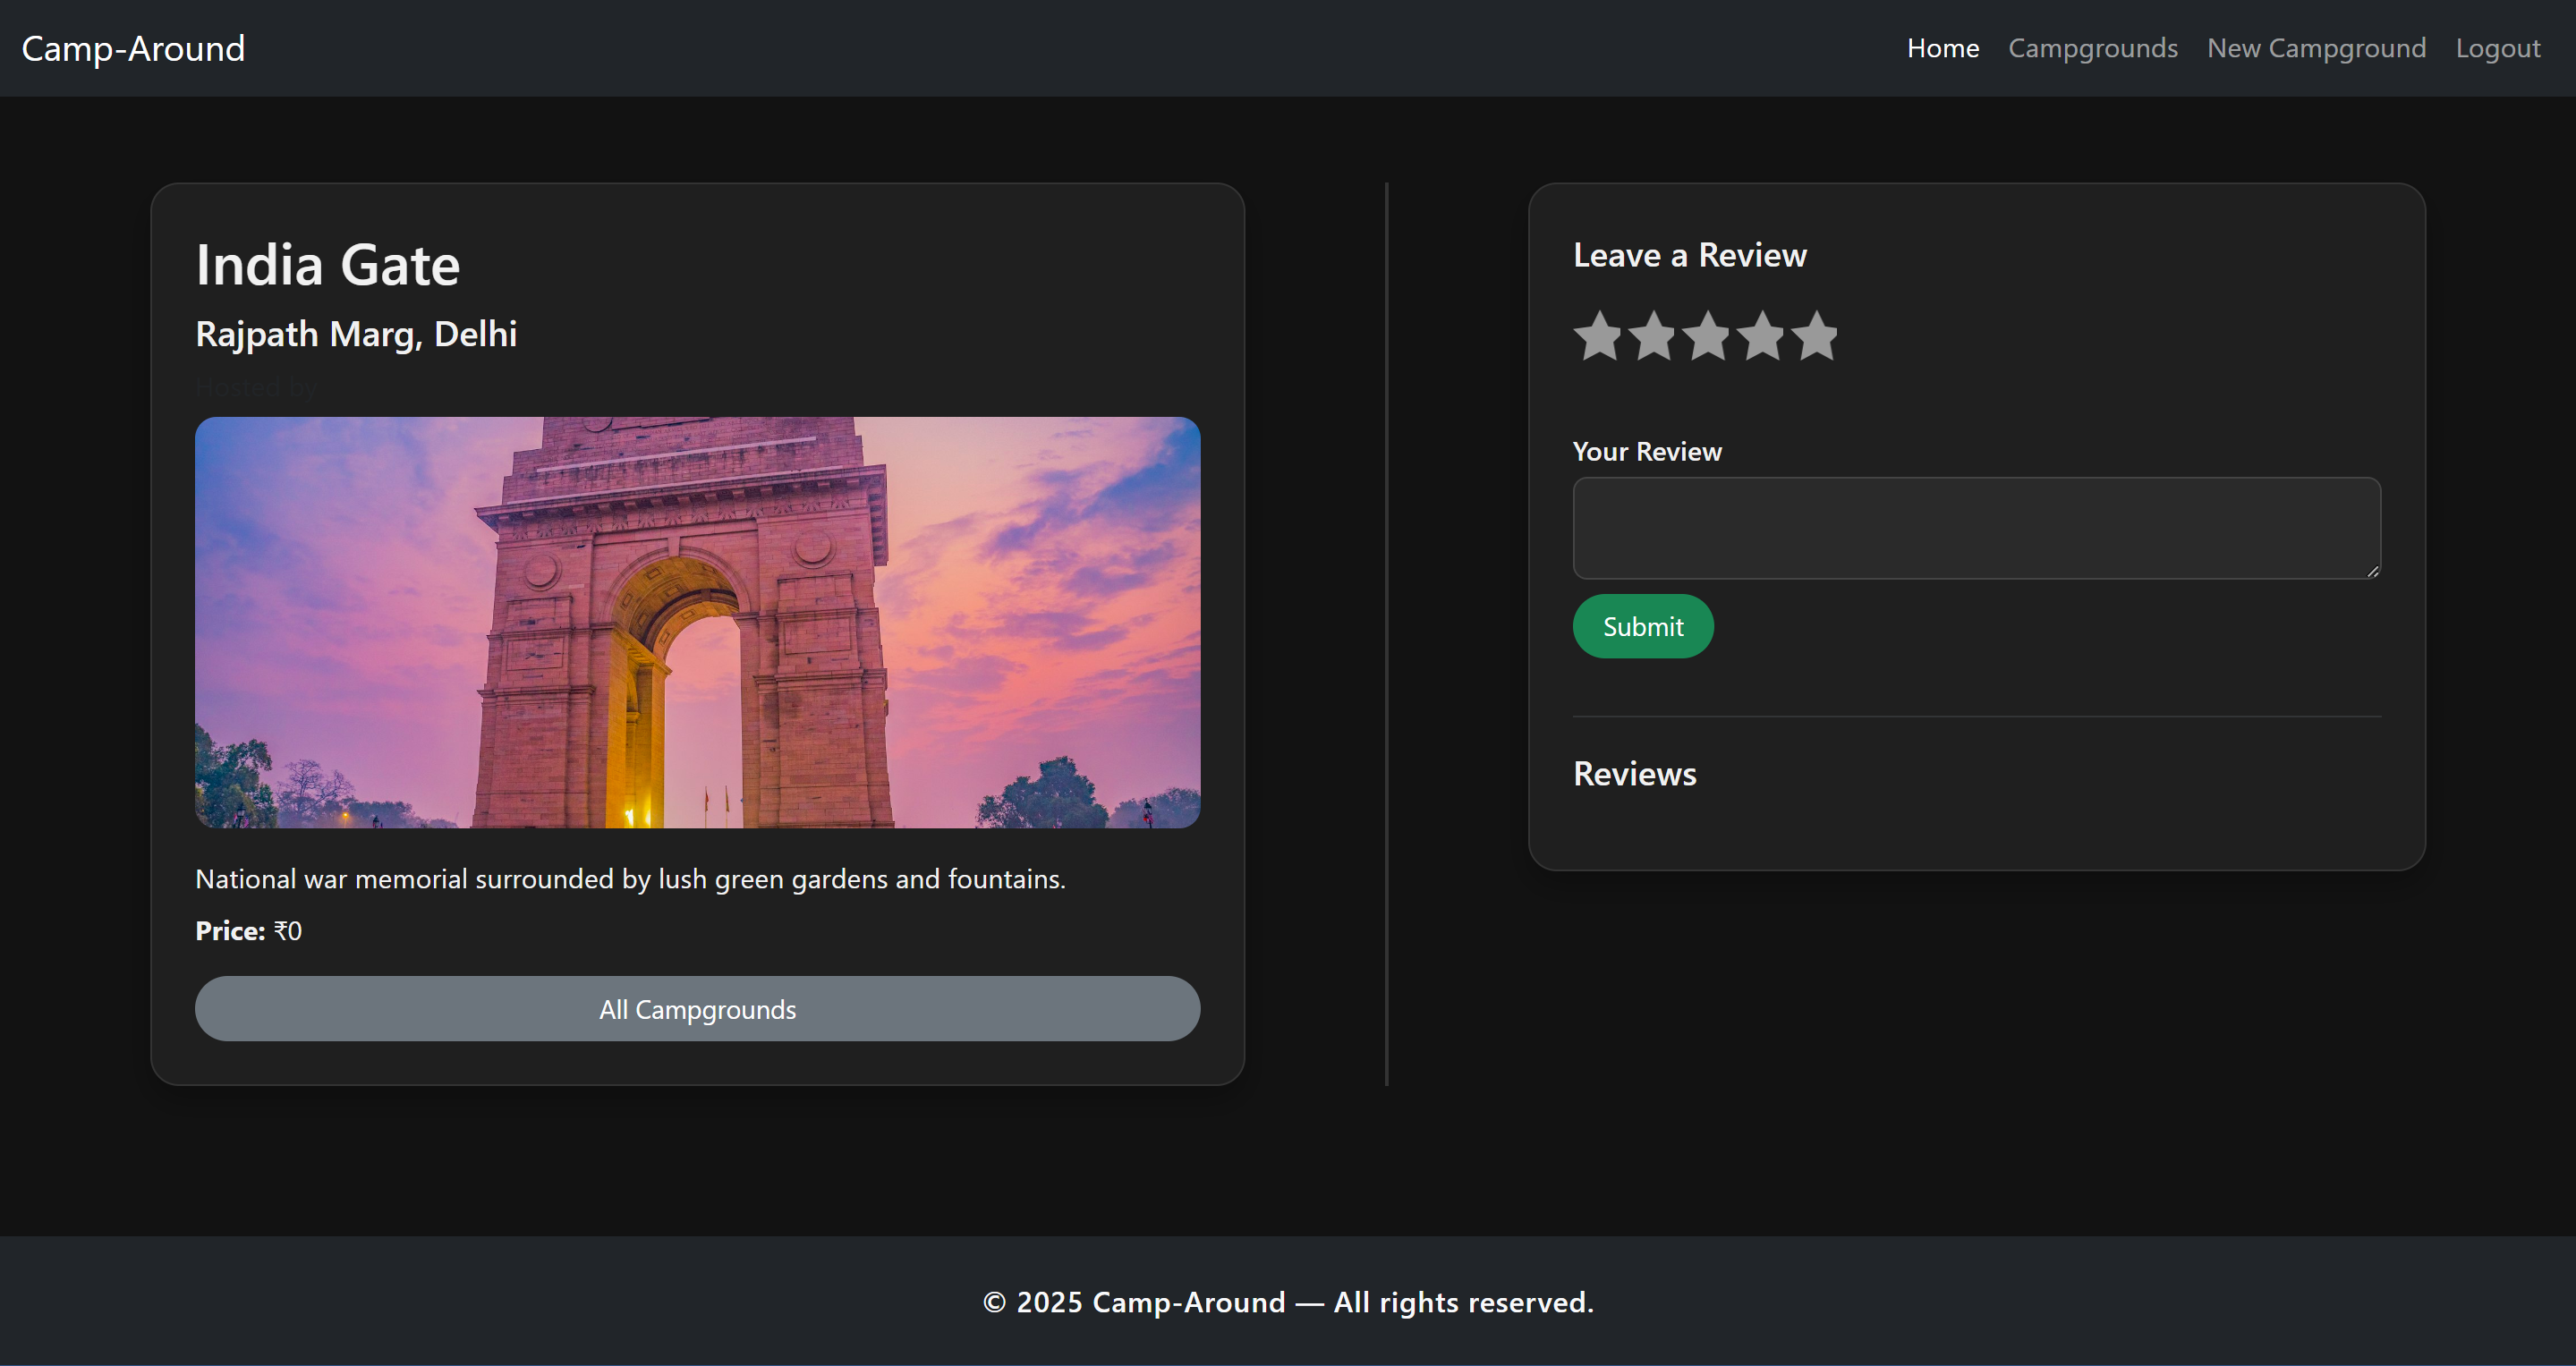 Camp-Around
Home Campgrounds New Campground Logout
India Gate
Rajpath Marg, Delhi
Hosted by
National war memorial surrounded by lush green gardens and fountains.
Price: ₹0
All Campgrounds
Leave a Review
Your Review
Submit
Reviews
© 2025 Camp-Around — All rights reserved.